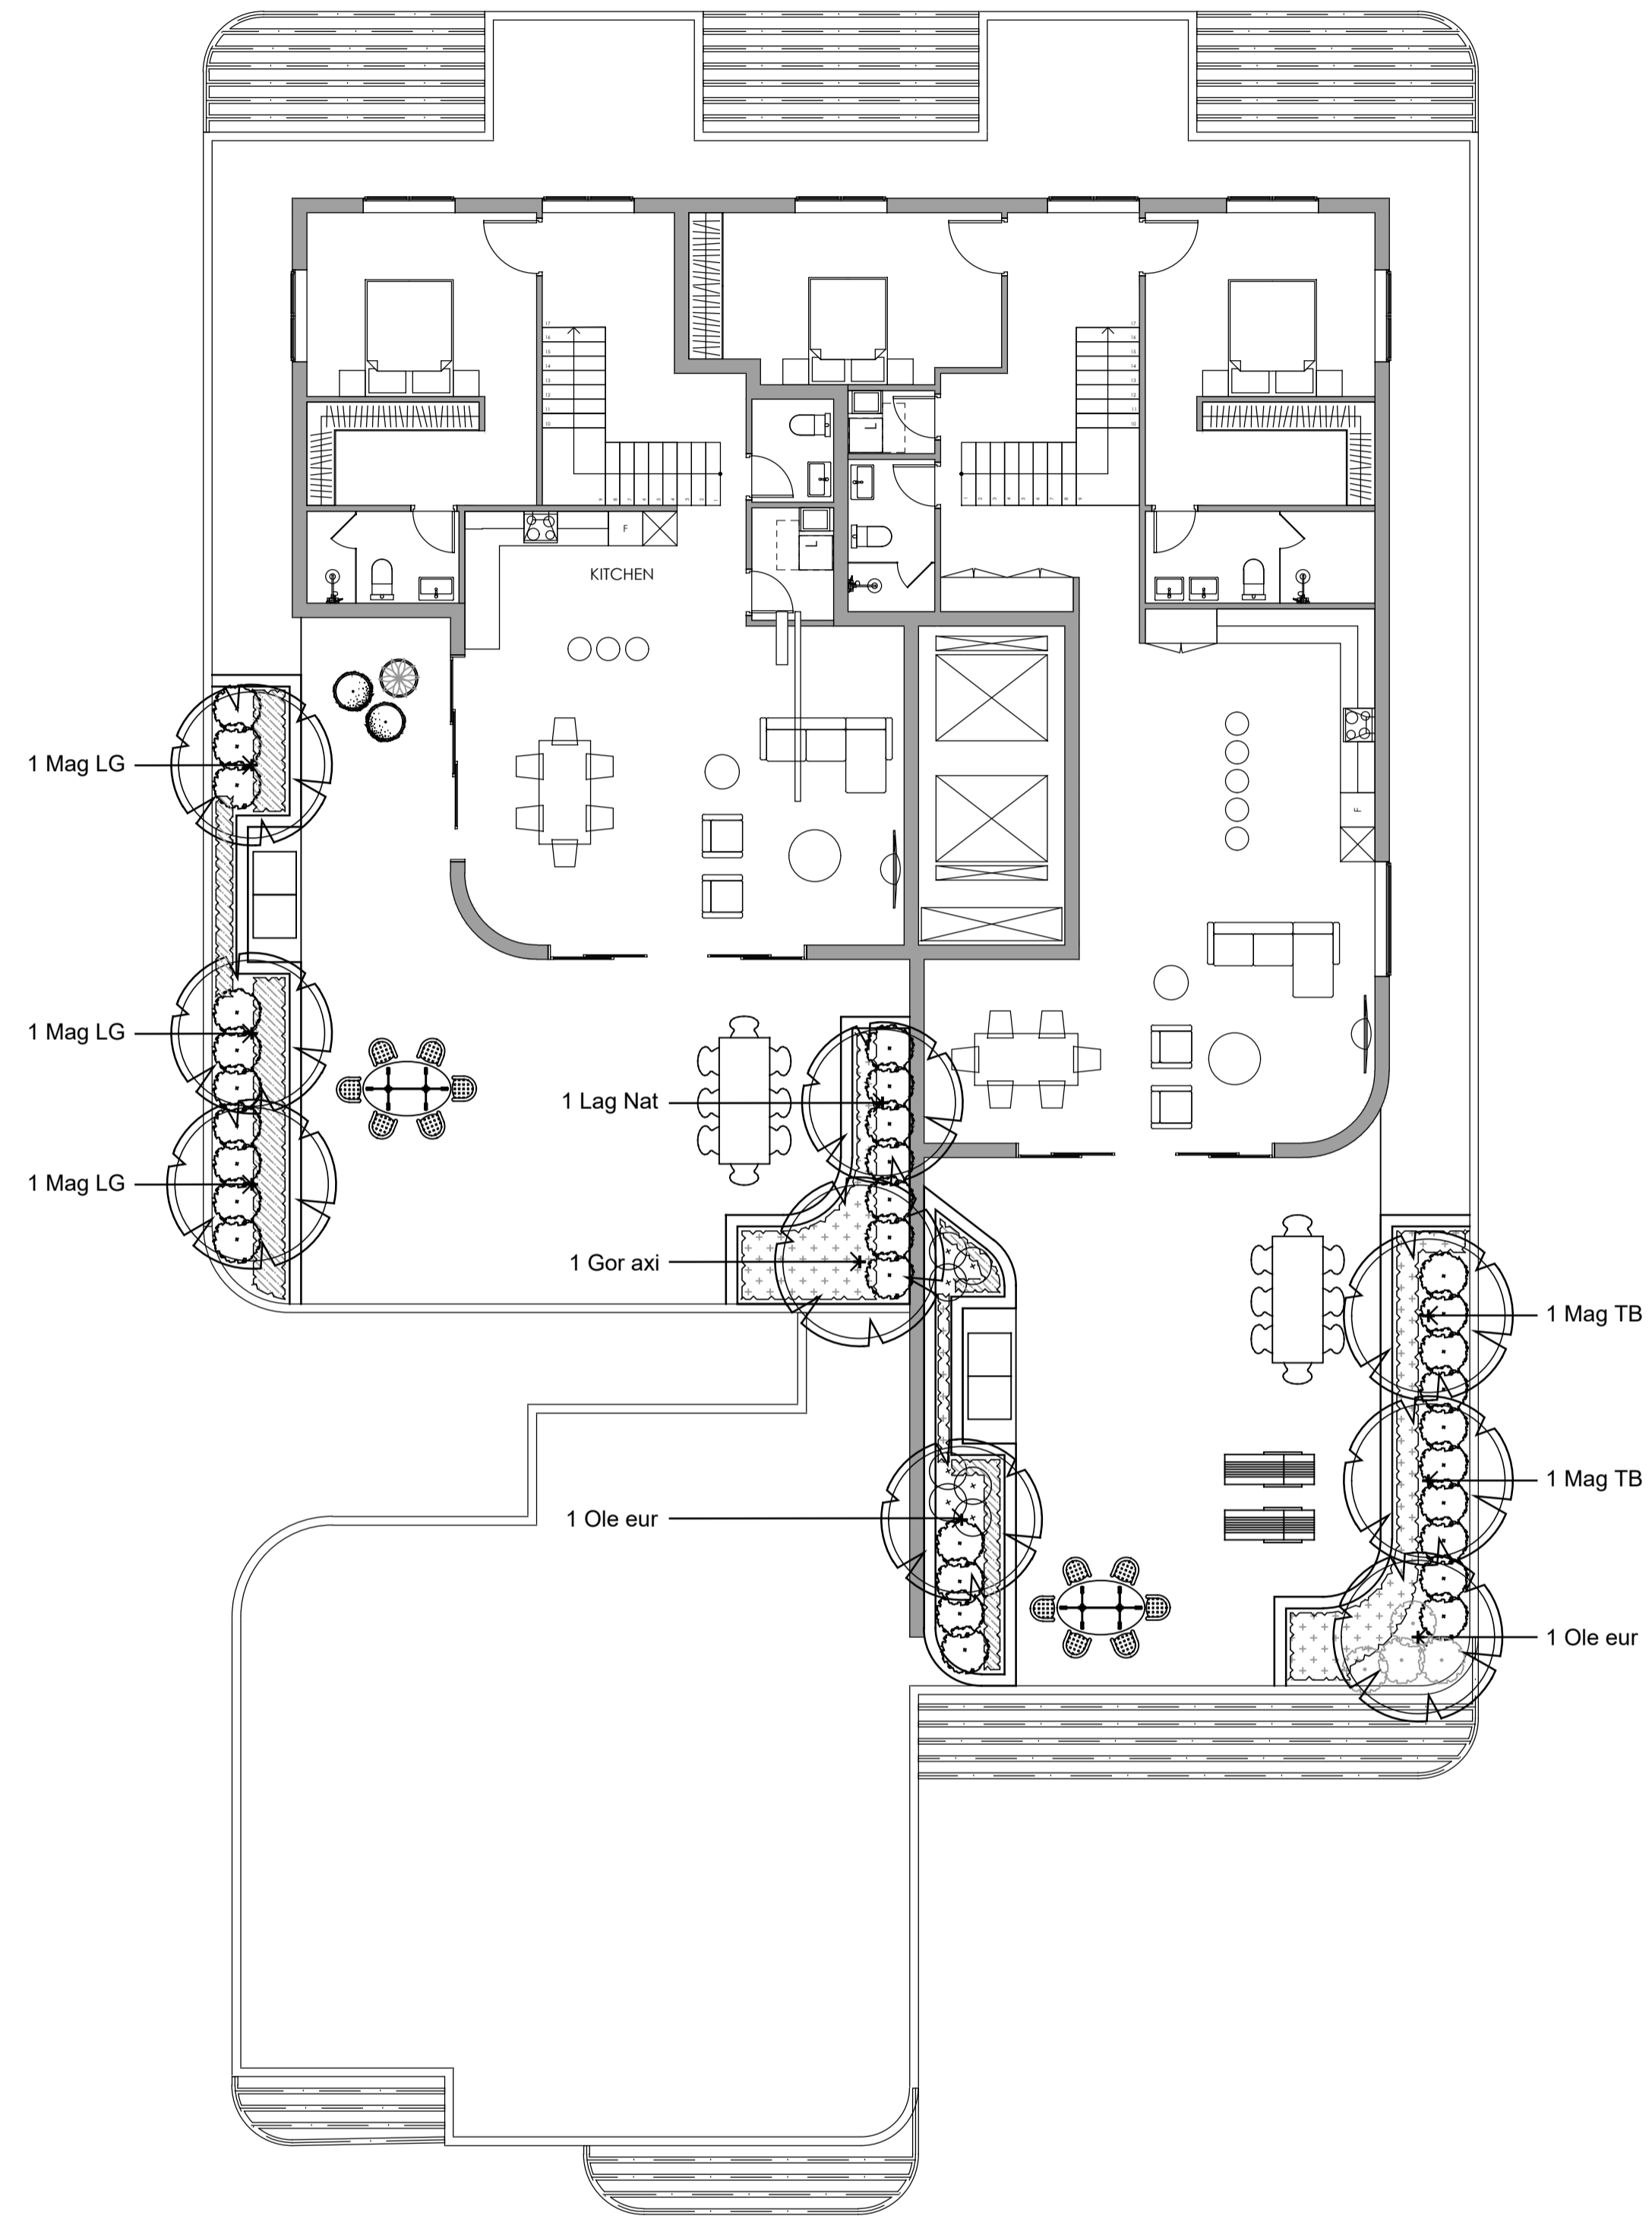 F
KITCHEN
1 Mag LG
F
1 Mag LG
1 Lag Nat
1 Mag LG
1 Gor axi
1 Mag TB
1 Mag TB
1 Ole eur
1 Ole eur